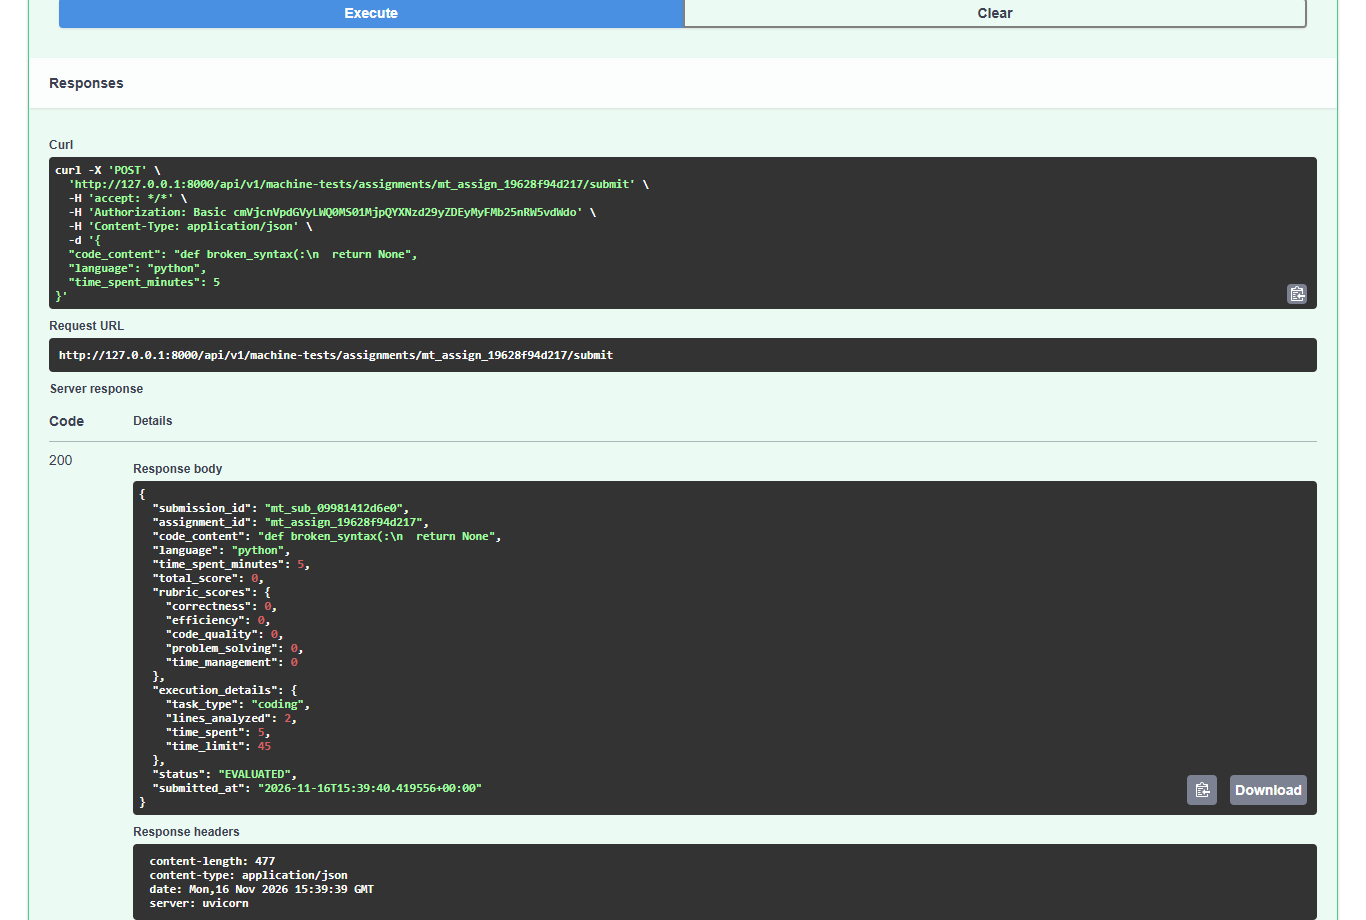 Execute
Clear
Responses
Curl
curl -X 'POST' \
  'http://127.0.0.1:8000/api/v1/machine-tests/assignments/mt_assign_19628f94d217/submit' \
  -H 'accept: */*' \
  -H 'Authorization: Basic cmVjcnVpdGVyLWQ0MS01MjpQYXNzd29yZDEyMyFMb25nRW5vdWdo' \
  -H 'Content-Type: application/json' \
  -d '{
  "code_content": "def broken_syntax(:\n  return None",
  "language": "python",
  "time_spent_minutes": 5
}'
Request URL
http://127.0.0.1:8000/api/v1/machine-tests/assignments/mt_assign_19628f94d217/submit
Server response
Code
Details
200
Response body
{
  "submission_id": "mt_sub_09981412d6e0",
  "assignment_id": "mt_assign_19628f94d217",
  "code_content": "def broken_syntax(:\n  return None",
  "language": "python",
  "time_spent_minutes": 5,
  "total_score": 0,
  "rubric_scores": {
    "correctness": 0,
    "efficiency": 0,
    "code_quality": 0,
    "problem_solving": 0,
    "time_management": 0
  },
  "execution_details": {
    "task_type": "coding",
    "lines_analyzed": 2,
    "time_spent": 5,
    "time_limit": 45
  },
  "status": "EVALUATED",
  "submitted_at": "2026-11-16T15:39:40.419556+00:00"
}
Download
Response headers
content-length: 477
content-type: application/json
date: Mon,16 Nov 2026 15:39:39 GMT
server: uvicorn